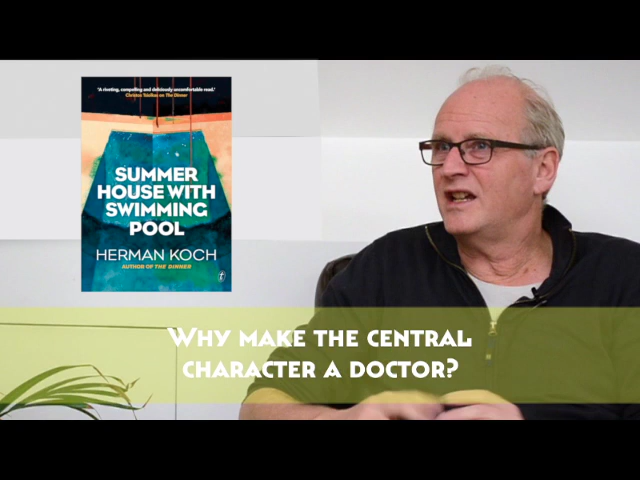 'A riveting, compelling and deliciously uncomfortable read.'
Christos Tsiolkas on The Dinner
SUMMER
HOUSE WITH
SWIMMING
POOL
HERMAN KOCH
AUTHOR OF THE DINNER
t
WHY MAKE THE CENTRAL
CHARACTER A DOCTOR?